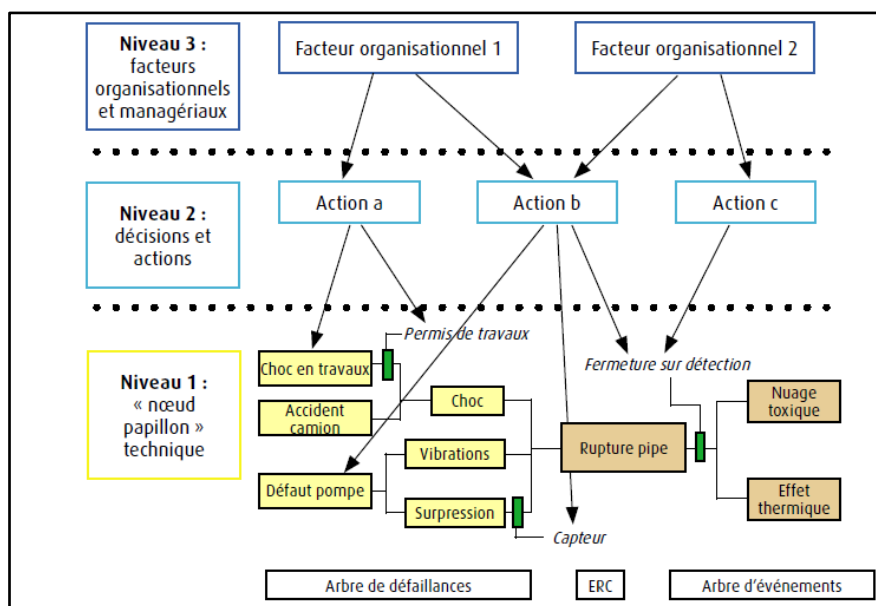 Niveau 3 :
facteurs
organisationnels
et managériaux
Facteur organisationnel 1
Facteur organisationnel 2
Niveau 2 :
décisions et
actions
Action a
Action b
Action c
Niveau 1 :
« nœud
papillon »
technique
Permis de travaux
Choc en travaux
Fermeture sur détection
Accident
camion
Choc
Nuage
toxique
Vibrations
Rupture pipe
Défaut pompe
Surpression
Effet
thermique
Capteur
Arbre de défaillances
ERC
Arbre d’événements